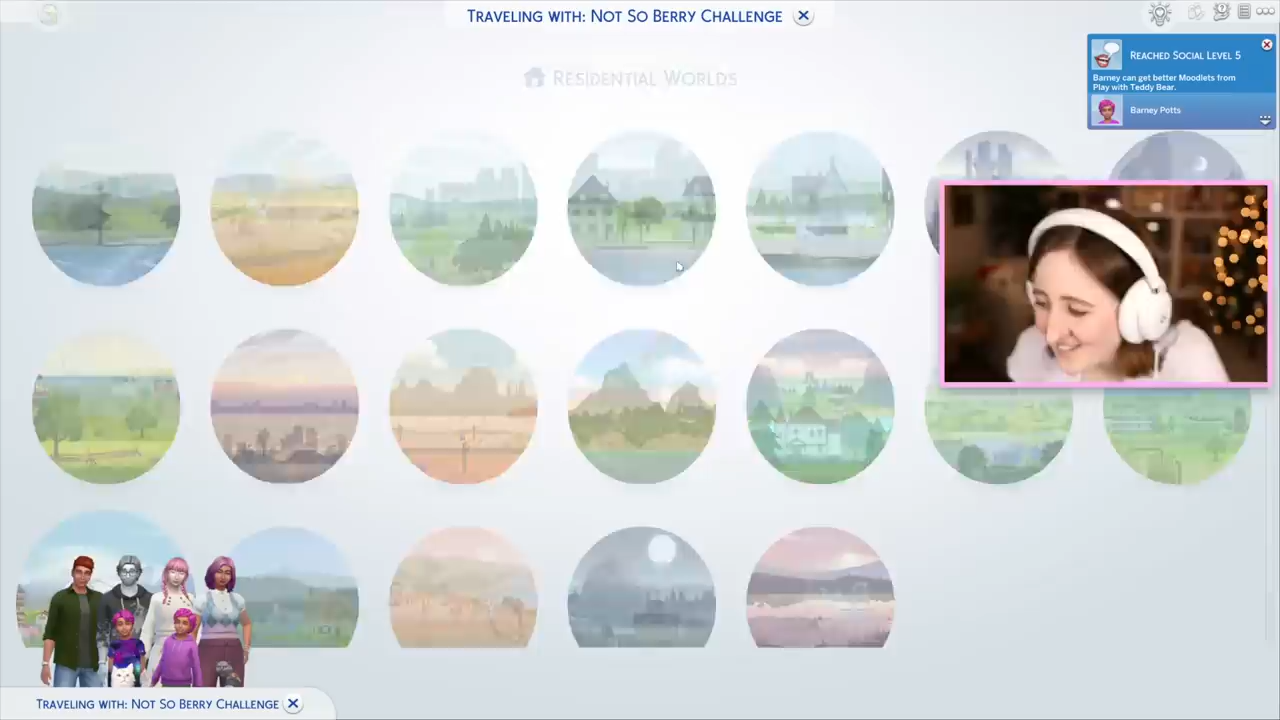 TRAVELING WITH: NOT SO BERRY CHALLENGE
RESIDENTIAL WORLDS
REACHED SOCIAL LEVEL 5
Barney can get better Moodlets from
Play with Teddy Bear.
Barney Potts
TRAVELING WITH: NOT SO BERRY CHALLENGE